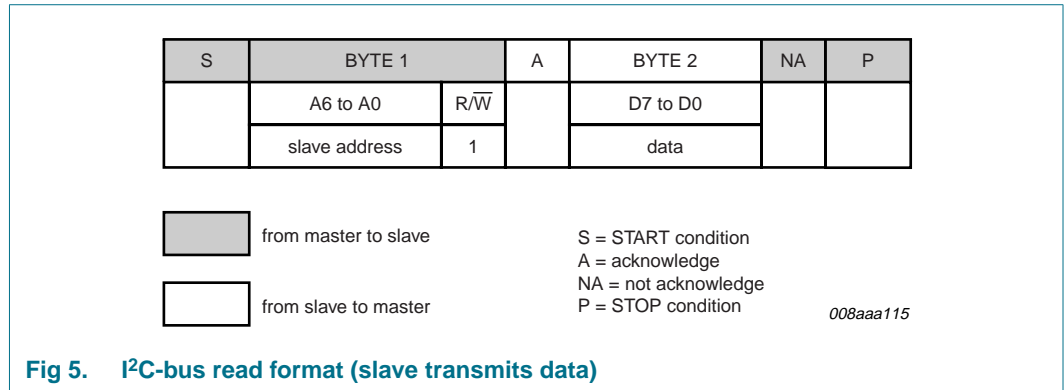 S BYTE 1 A BYTE 2 NA P
A6 to A0 R/W̅ D7 to D0
slave address 1 data
from master to slave
from slave to master
S = START condition
A = acknowledge
NA = not acknowledge
P = STOP condition
008aaa115
Fig 5. I²C-bus read format (slave transmits data)